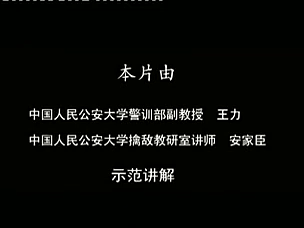 本片由
中国人民公安大学警训部副教授 王力
中国人民公安大学擒敌教研室讲师 安家臣
示范讲解